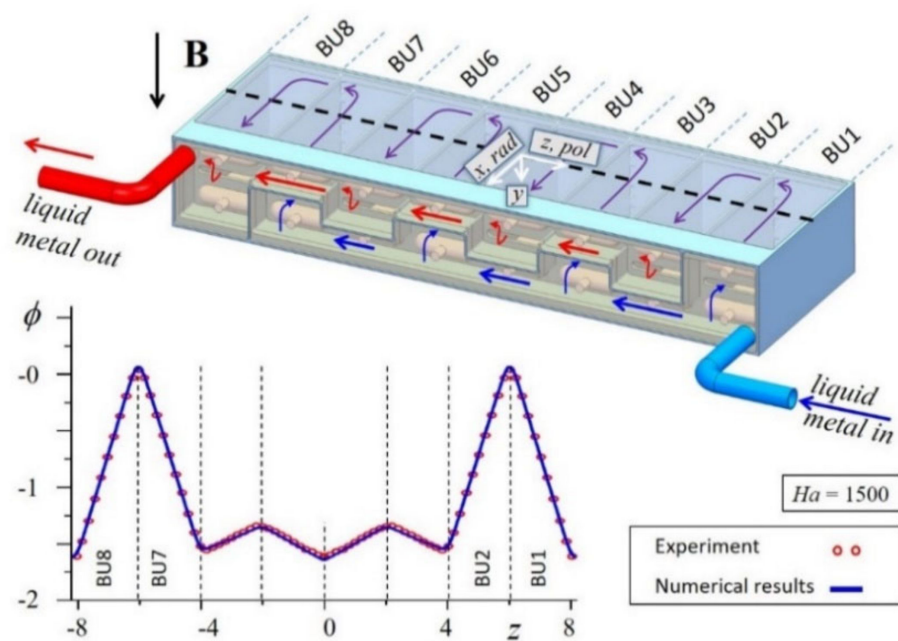 BU8
BU7
BU6
BU5
BU4
BU3
BU2
BU1
B
x, rad
z, pol
y
liquid
metal out
liquid
metal in
ϕ
-0
-1
-2
BU8
BU7
BU2
BU1
-8
-4
0
4
z
8
Ha = 1500
Experiment
Numerical results